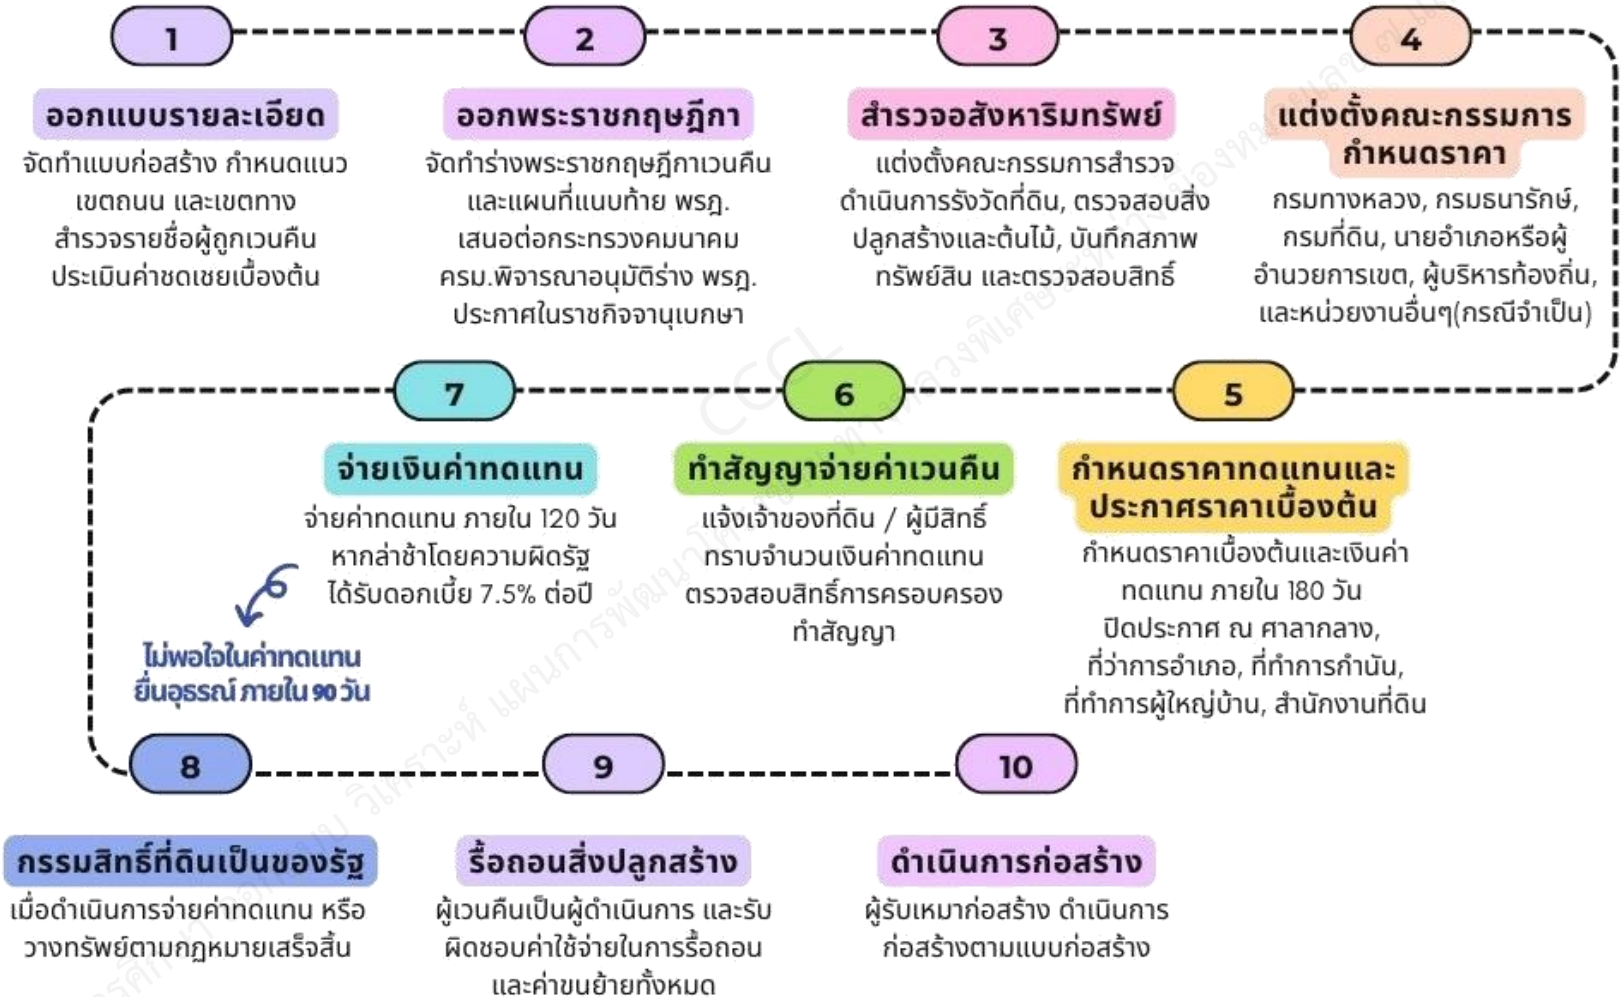 1
ออกแบบรายละเอียด
จัดทำแบบก่อสร้าง กำหนดแนว
เขตถนน และเขตทาง
สำรวจรายชื่อผู้ถูกเวนคืน
ประเมินค่าชดเชยเบื้องต้น
2
ออกพระราชกฤษฎีกา
จัดทำร่างพระราชกฤษฎีกาเวนคืน
และแผนที่แนบท้าย พรฎ.
เสนอต่อกระทรวงคมนาคม
ครม.พิจารณาอนุมัติร่าง พรฎ.
ประกาศในราชกิจจานุเบกษา
3
สำรวจอสังหาริมทรัพย์
แต่งตั้งคณะกรรมการสำรวจ
ดำเนินการรังวัดที่ดิน, ตรวจสอบสิ่ง
ปลูกสร้างและต้นไม้, บันทึกสภาพ
ทรัพย์สิน และตรวจสอบสิทธิ์
4
แต่งตั้งคณะกรรมการ
กำหนดราคา
กรมทางหลวง, กรมธนารักษ์,
กรมที่ดิน, นายอำเภอหรือผู้
อำนวยการเขต, ผู้บริหารท้องถิ่น,
และหน่วยงานอื่นๆ(กรณีจำเป็น)
5
กำหนดราคาทดแทนและ
ประกาศราคาเบื้องต้น
กำหนดราคาเบื้องต้นและเงินค่า
ทดแทน ภายใน 180 วัน
ปิดประกาศ ณ ศาลากลาง,
ที่ว่าการอำเภอ, ที่ทำการกำนัน,
ที่ทำการผู้ใหญ่บ้าน, สำนักงานที่ดิน
6
ทำสัญญาจ่ายค่าเวนคืน
แจ้งเจ้าของที่ดิน / ผู้มีสิทธิ์
ทราบจำนวนเงินค่าทดแทน
ตรวจสอบสิทธิ์การครอบครอง
ทำสัญญา
7
จ่ายเงินค่าทดแทน
จ่ายค่าทดแทน ภายใน 120 วัน
หากล่าช้าโดยความผิดรัฐ
ได้รับดอกเบี้ย 7.5% ต่อปี
ไม่พอใจในค่าทดแทน
ยื่นอุธรณ์ ภายใน 90 วัน
8
กรรมสิทธิ์ที่ดินเป็นของรัฐ
เมื่อดำเนินการจ่ายค่าทดแทน หรือ
วางทรัพย์ตามกฎหมายเสร็จสิ้น
9
รื้อถอนสิ่งปลูกสร้าง
ผู้เวนคืนเป็นผู้ดำเนินการ และรับ
ผิดชอบค่าใช้จ่ายในการรื้อถอน
และค่าขนย้ายทั้งหมด
10
ดำเนินการก่อสร้าง
ผู้รับเหมาก่อสร้าง ดำเนินการ
ก่อสร้างตามแบบก่อสร้าง
CCCL